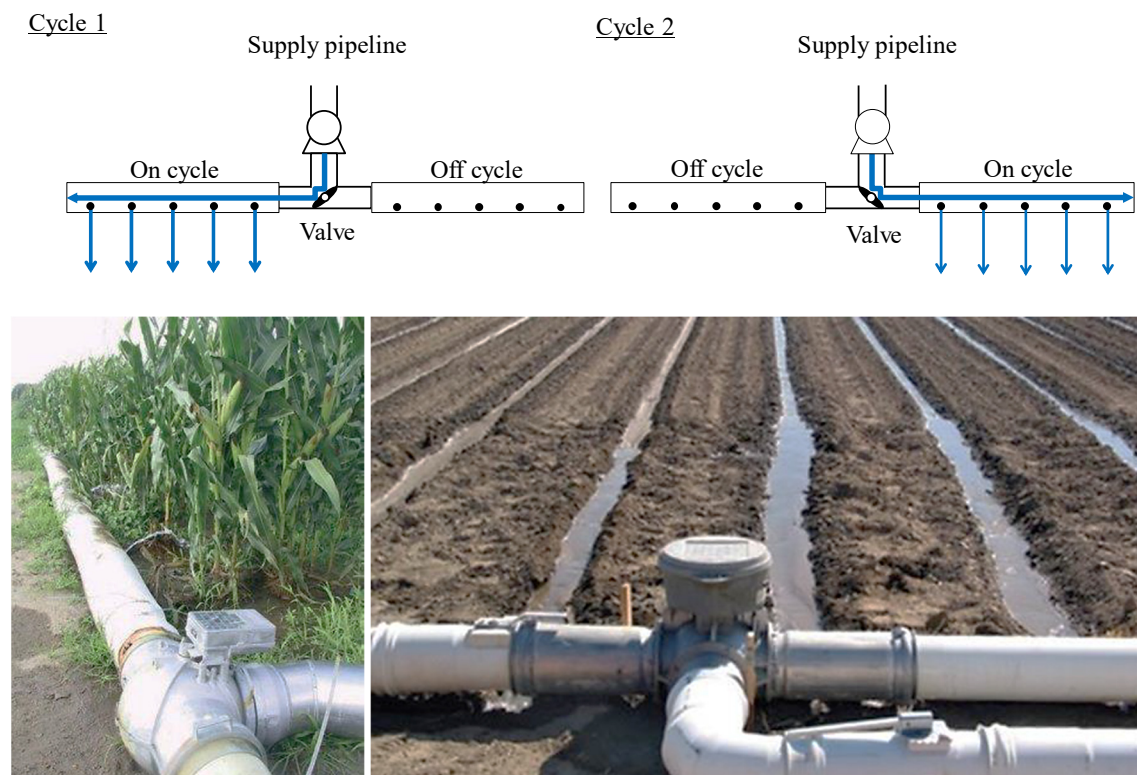 Cycle 1
Supply pipeline
On cycle
Off cycle
Valve
Cycle 2
Supply pipeline
Off cycle
On cycle
Valve